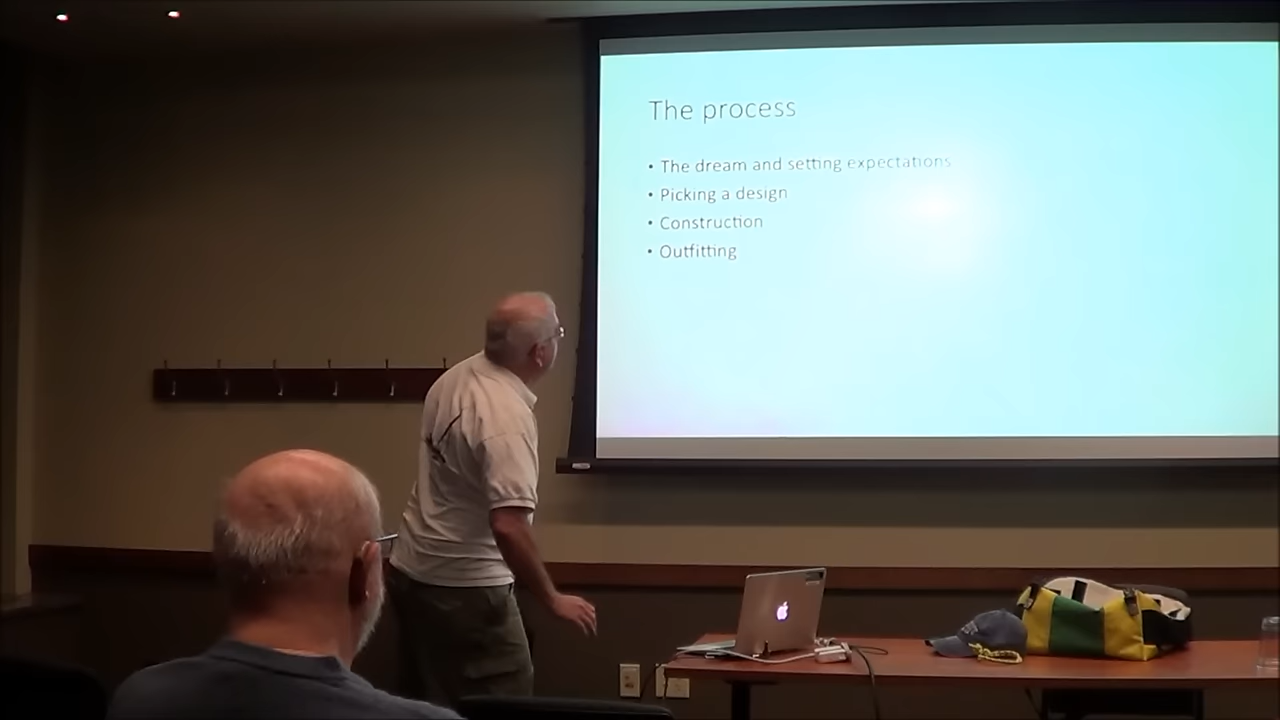 The process
• The dream and setting expectations
• Picking a design
• Construction
• Outfitting